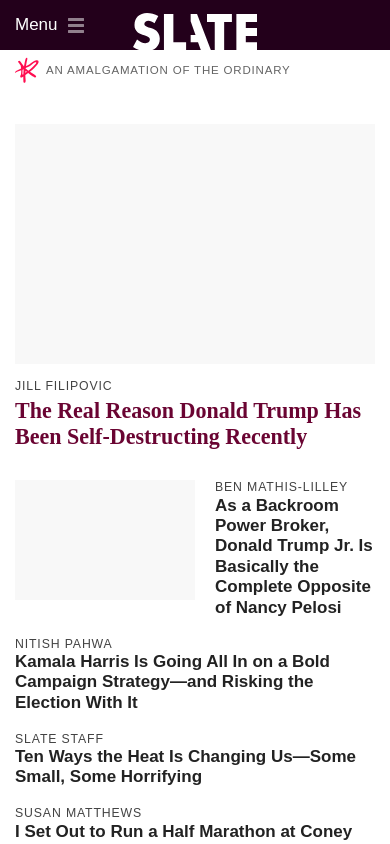 Menu
SLATE
AN AMALGAMATION OF THE ORDINARY
JILL FILIPOVIC
The Real Reason Donald Trump Has
Been Self-Destructing Recently
BEN MATHIS-LILLEY
As a Backroom
Power Broker,
Donald Trump Jr. Is
Basically the
Complete Opposite
of Nancy Pelosi
NITISH PAHWA
Kamala Harris Is Going All In on a Bold
Campaign Strategy—and Risking the
Election With It
SLATE STAFF
Ten Ways the Heat Is Changing Us—Some
Small, Some Horrifying
SUSAN MATTHEWS
I Set Out to Run a Half Marathon at Coney